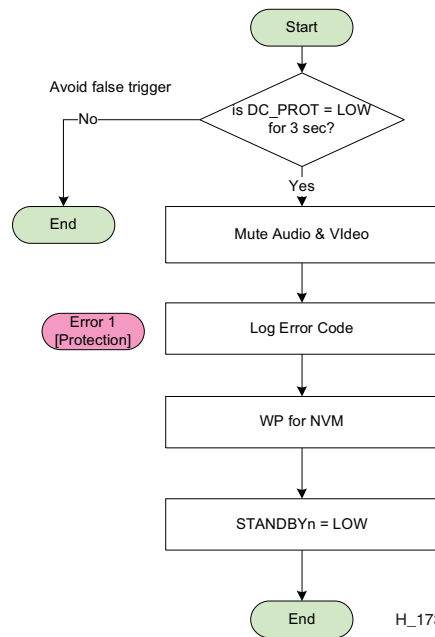 Start
Avoid false trigger
is DC_PROT = LOW
for 3 sec?
No
Yes
End
Mute Audio & VIdeo
Error 1
[Protection]
Log Error Code
WP for NVM
STANDBYn = LOW
End